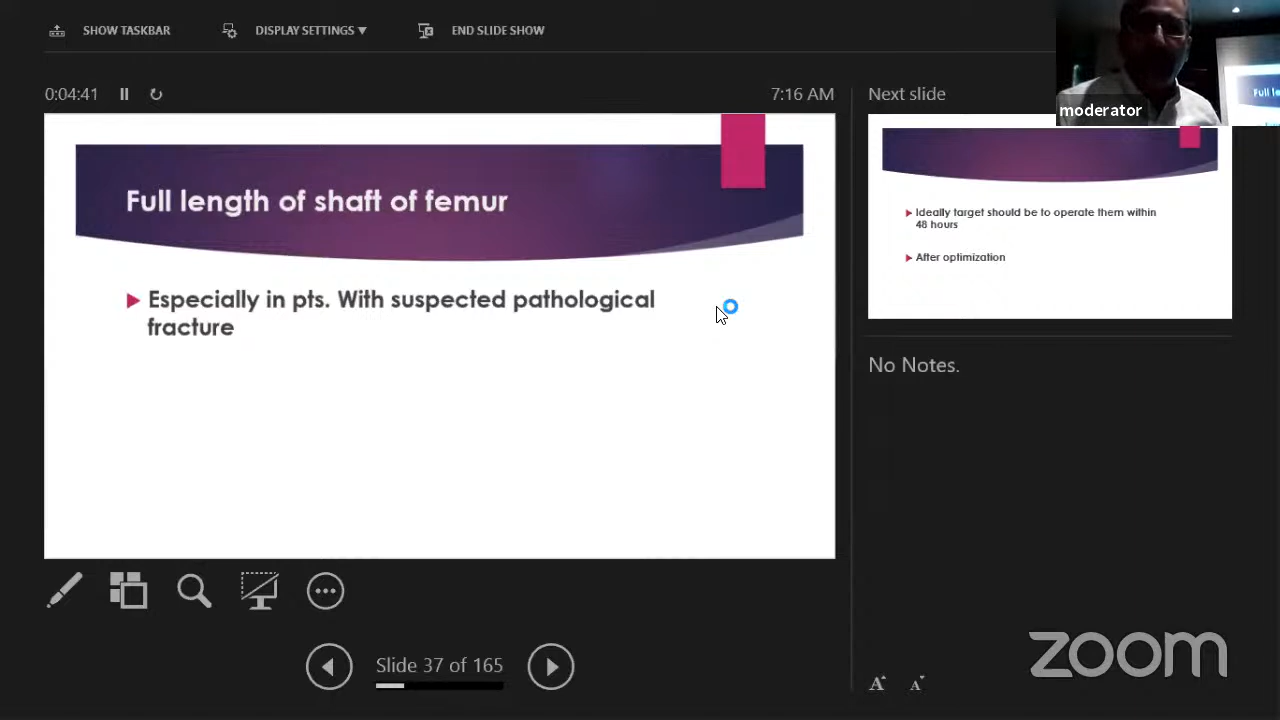 SHOW TASKBAR
DISPLAY SETTINGS ▼
END SLIDE SHOW
0:04:41
7:16 AM
Next slide
moderator
Full length of shaft of femur
Especially in pts. With suspected pathological
fracture
Ideally target should be to operate them within
48 hours
After optimization
No Notes.
Slide 37 of 165
A A
zoom